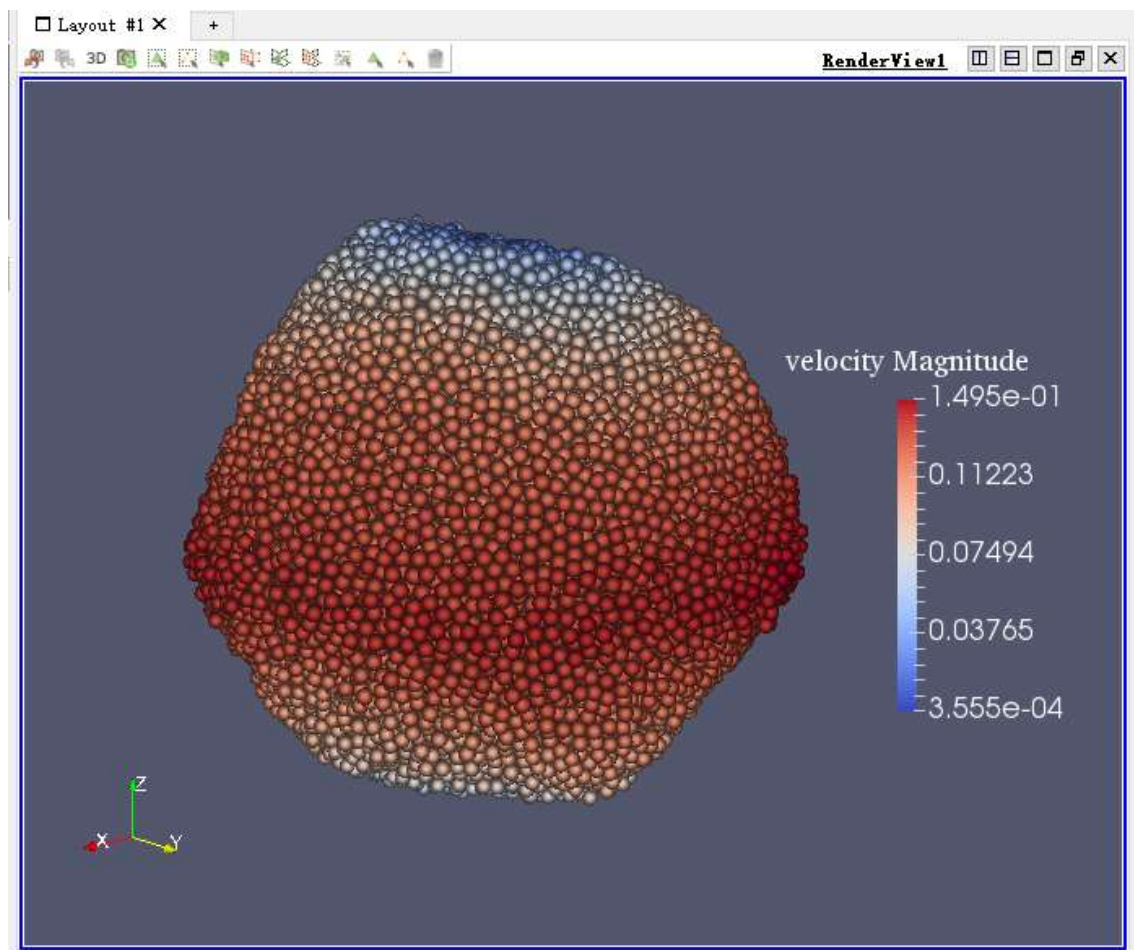 Layout #1 +
3D RenderView1
velocity Magnitude
1.495e-01
0.11223
0.07494
0.03765
3.555e-04
Z
X Y